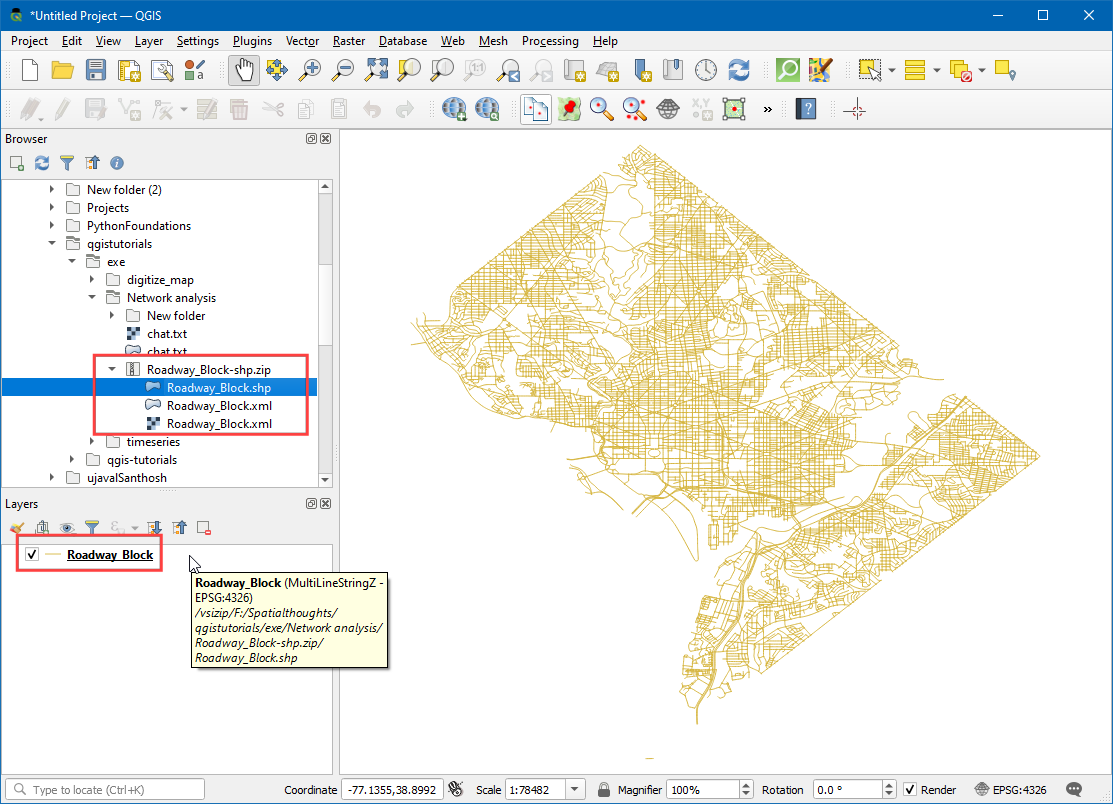 *Untitled Project — QGIS
Project Edit View Layer Settings Plugins Vector Raster Database Web Mesh Processing Help
1:1
a
X,Y
»
?
Browser
New folder (2)
Projects
PythonFoundations
qgistutorials
exe
digitize_map
Network analysis
New folder
chat.txt
chat.txt
Roadway_Block-shp.zip
Roadway_Block.shp
Roadway_Block.xml
Roadway_Block.xml
timeseries
qgis-tutorials
ujavalSanthosh
Layers
Roadway_Block
Roadway_Block (MultiLineStringZ -
EPSG:4326)
/vsizip/F:/Spatialthoughts/
qgistutorials/exe/Network analysis/
Roadway_Block-shp.zip/
Roadway_Block.shp
Type to locate (Ctrl+K) Coordinate -77.1355,38.8992 Scale 1:78482 Magnifier 100% Rotation 0.0 ° Render EPSG:4326